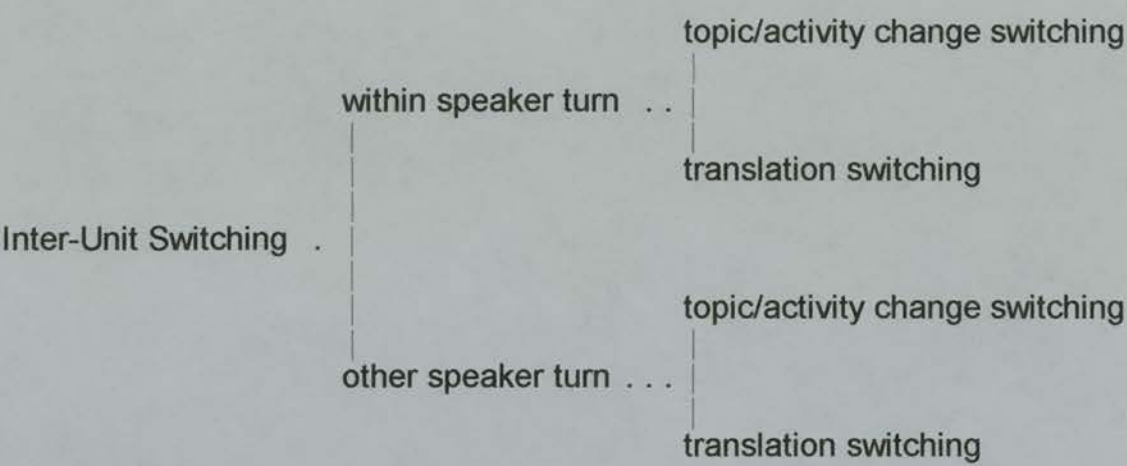 topic/activity change switching
within speaker turn . .
translation switching
Inter-Unit Switching .
topic/activity change switching
other speaker turn . . .
translation switching